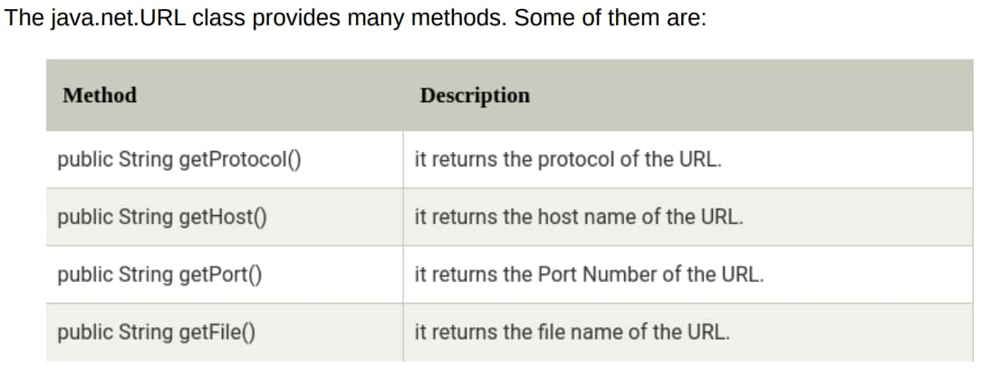 The java.net.URL class provides many methods. Some of them are:
Method Description
public String getProtocol() it returns the protocol of the URL.
public String getHost() it returns the host name of the URL.
public String getPort() it returns the Port Number of the URL.
public String getFile() it returns the file name of the URL.